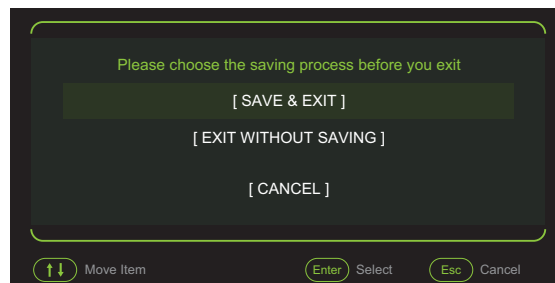 Please choose the saving process before you exit
[ SAVE & EXIT ]
[ EXIT WITHOUT SAVING ]
[ CANCEL ]
↑↓ Move Item Enter Select Esc Cancel